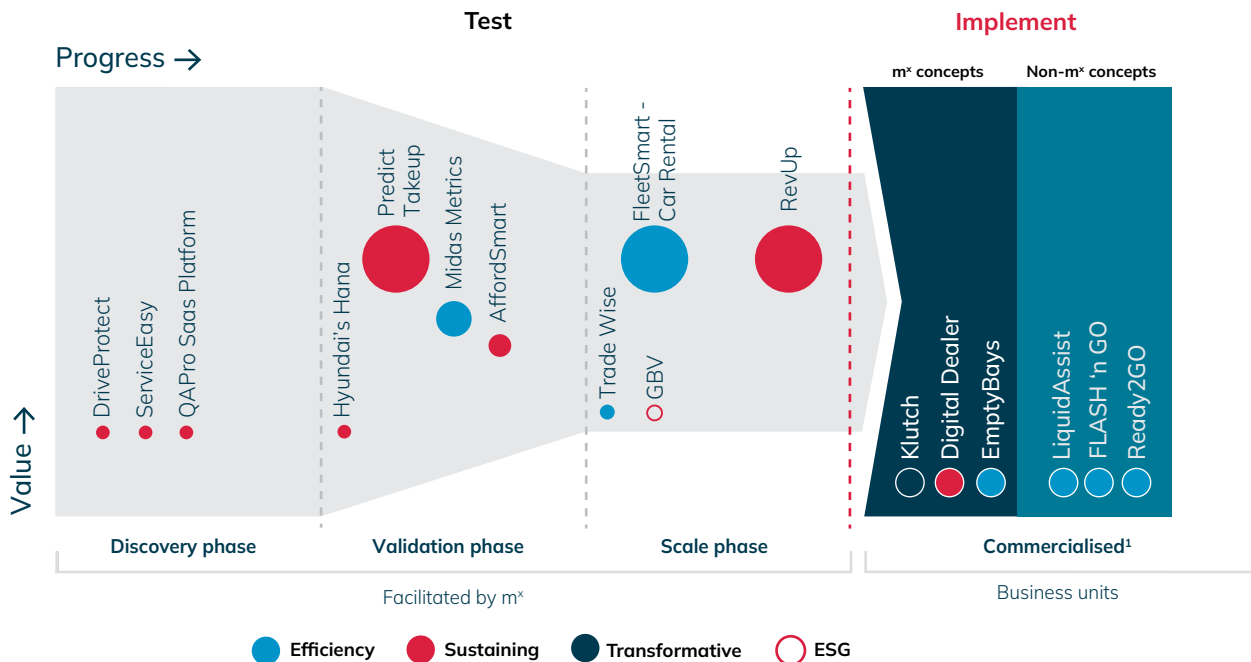 Test
Implement
Progress →
mˣ concepts
Non-mˣ concepts
Value →
DriveProtect
ServiceEasy
QAPro Saas Platform
Hyundai's Hana
Predict
Takeup
Midas Metrics
AffordSmart
Trade Wise
FleetSmart -
Car Rental
GBV
RevUp
Klutch
Digital Dealer
EmptyBays
LiquidAssist
FLASH 'n GO
Ready2GO
Discovery phase
Validation phase
Scale phase
Commercialised¹
Facilitated by mˣ
Business units
Efficiency
Sustaining
Transformative
ESG